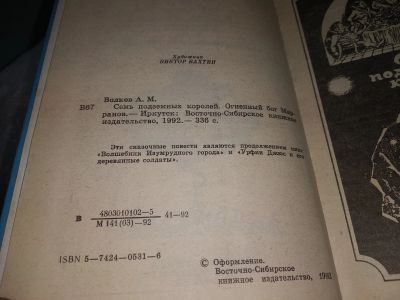 Художник
ВИКТОР БАХТИН
Волков А. М.
В67
Семь подземных королей. Огненный бог Мар-
ранов.— Иркутск: Восточно-Сибирское книжное
издательство, 1992.— 336 с.
Эти сказочные повести являются продолжением книг
«Волшебник Изумрудного города» и «Урфин Джюс и его
деревянные солдаты».
В 4803010102—5 41—92
М 141(03)—92
ISBN 5—7424—0531—6
© Оформление.
Восточно-Сибирское
книжное издательство,